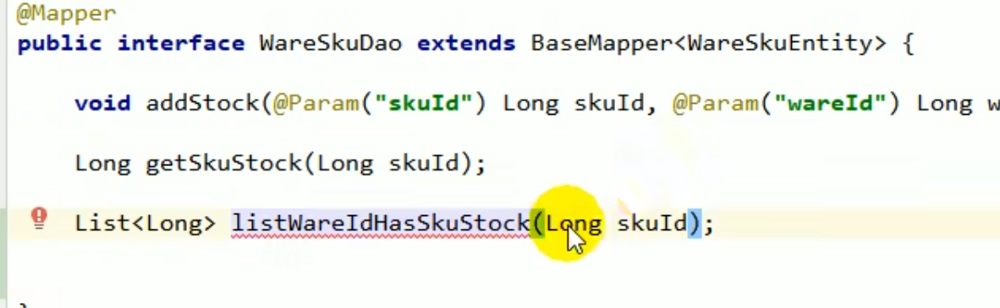 @Mapper
public interface WareSkuDao extends BaseMapper<WareSkuEntity> {
void addStock(@Param("skuId") Long skuId, @Param("wareId") Long w
Long getSkuStock(Long skuId);
List<Long> listWareIdHasSkuStock(Long skuId);